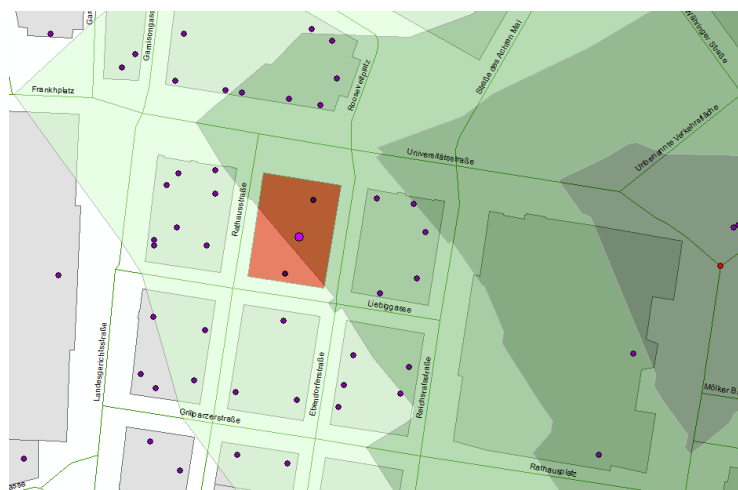 Garnisongasse
Straße des Achten Mai
Währinger Straße
Frankhplatz
Rooseveltplatz
Unbenannte Verkehrsfläche
Universitätsstraße
Rathausstraße
Landesgerichtsstraße
Liebiggasse
Ebendorferstraße
Reichsratsstraße
Mölker B
Grillparzerstraße
Rathausplatz
asse